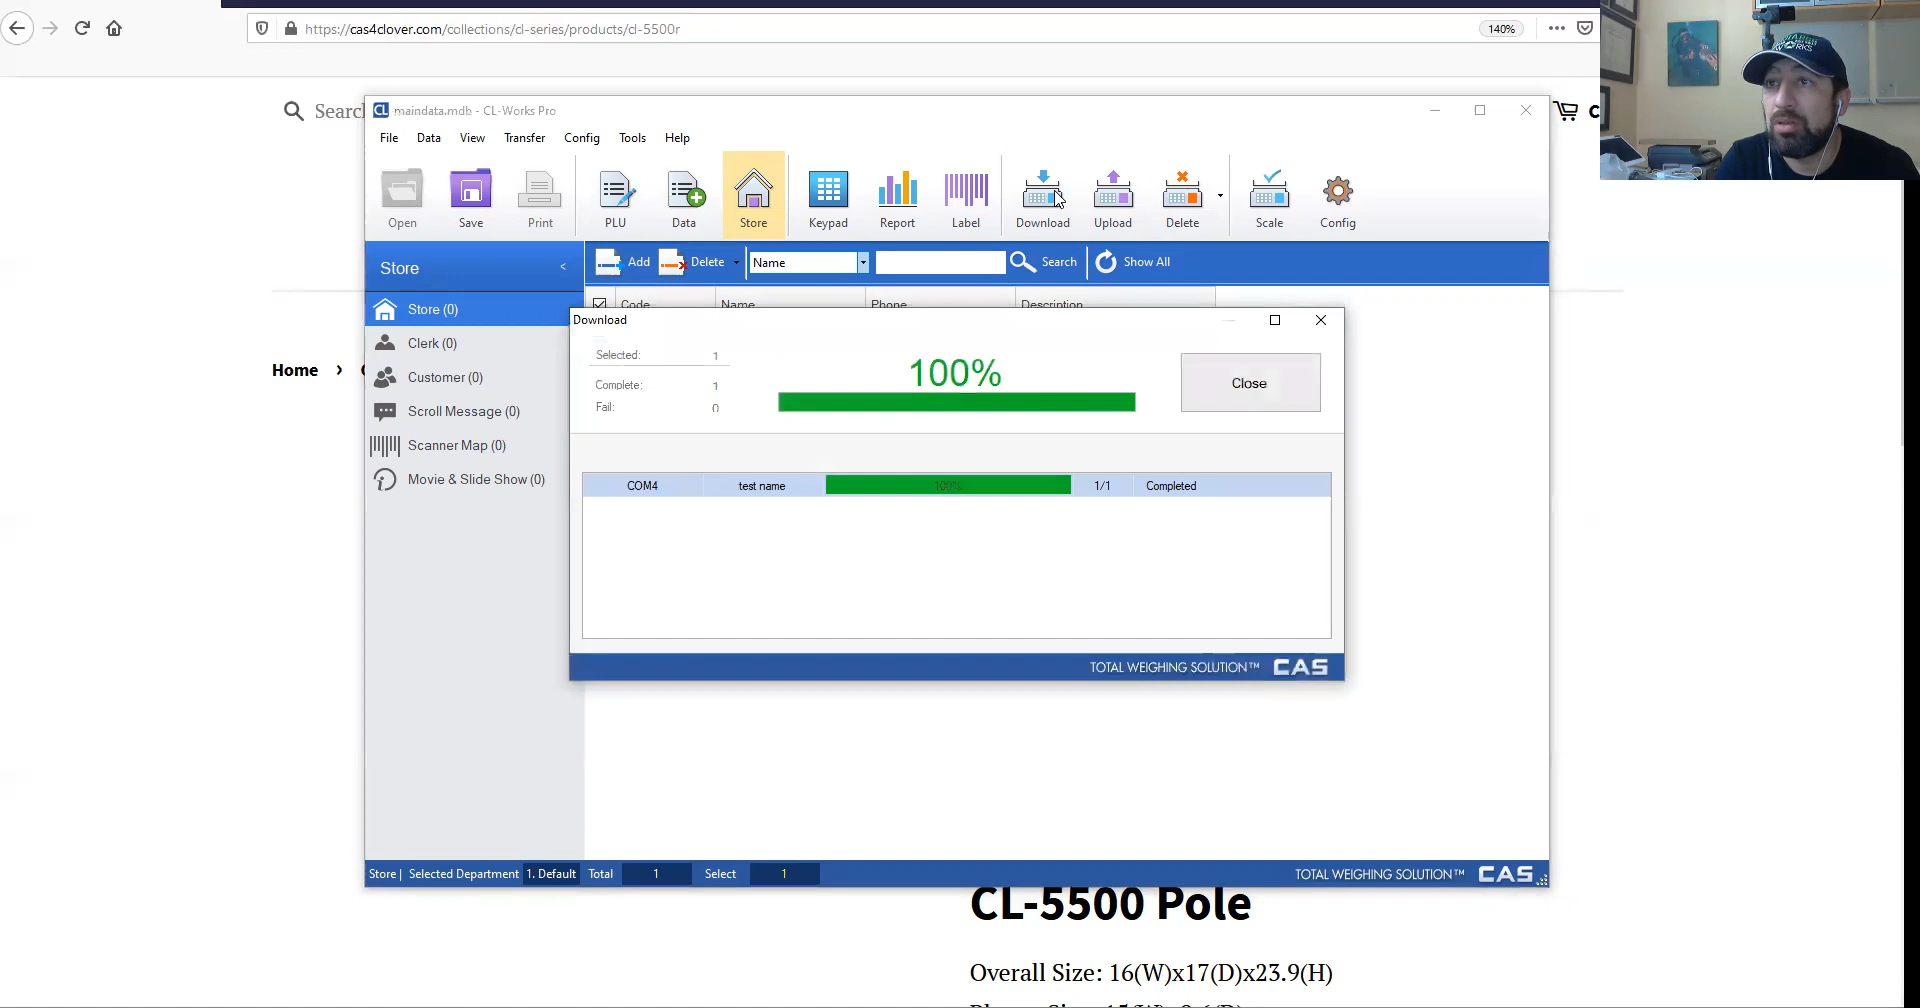 https://cas4clover.com/collections/cl-series/products/cl-5500r
140%
Searc
maindata.mdb - CL-Works Pro
File Data View Transfer Config Tools Help
Open Save Print PLU Data Store Keypad Report Label Download Upload Delete Scale Config
Store <
Add Delete Name Search Show All
Store (0)
Clerk (0)
Customer (0)
Scroll Message (0)
Scanner Map (0)
Movie & Slide Show (0)
Code Name Phone Description
Download
Selected: 1
Complete: 1
Fail: 0
100%
Close
COM4 test name 100% 1/1 Completed
TOTAL WEIGHING SOLUTION™ CAS
Home ›
Store | Selected Department 1. Default Total 1 Select 1
TOTAL WEIGHING SOLUTION™ CAS
CL-5500 Pole
Overall Size: 16(W)x17(D)x23.9(H)